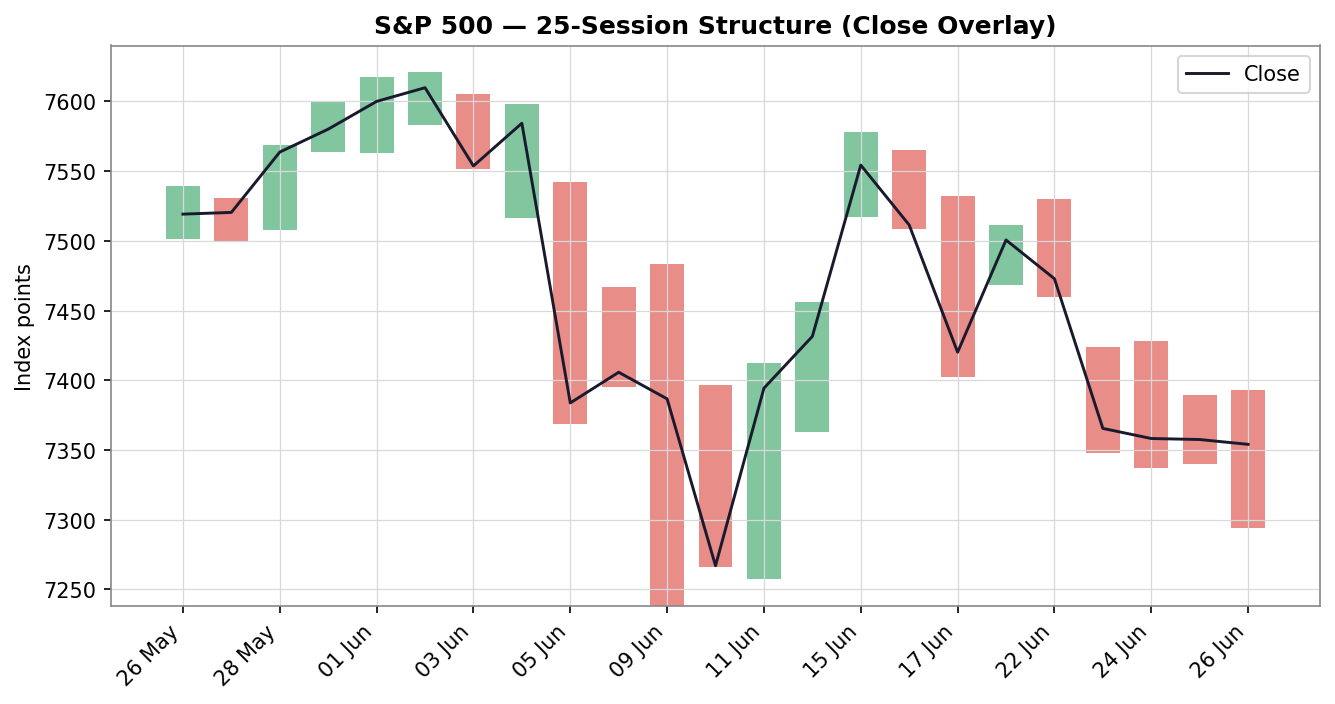 S&P 500 — 25-Session Structure (Close Overlay)
Close
Index points
7600
7550
7500
7450
7400
7350
7300
7250
26 May
28 May
01 Jun
03 Jun
05 Jun
09 Jun
11 Jun
15 Jun
17 Jun
22 Jun
24 Jun
26 Jun